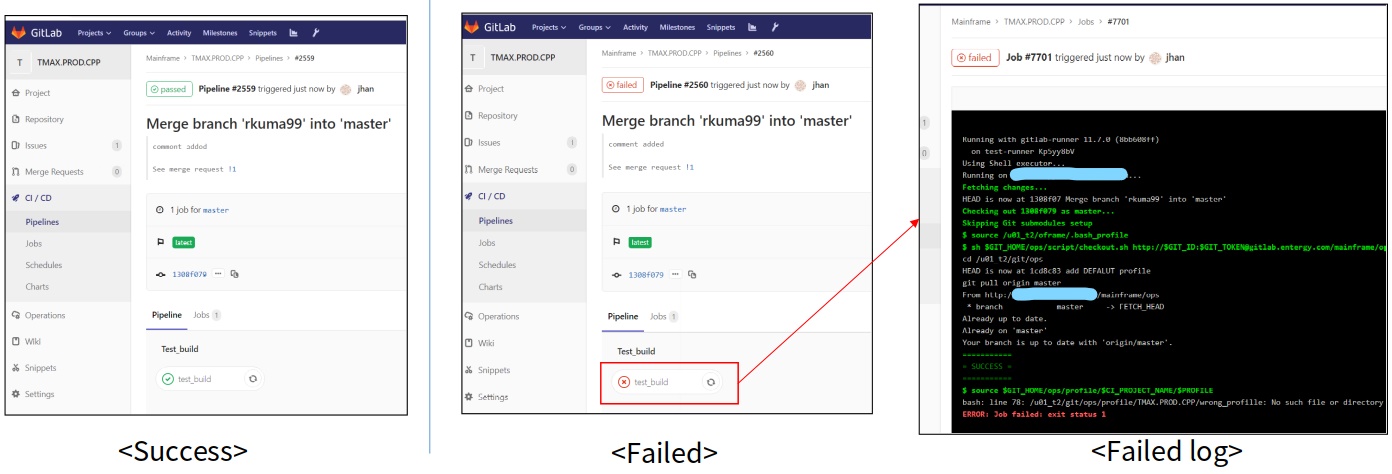 GitLab Projects Groups Activity Milestones Snippets
T TMAX.PROD.CPP
Project
Repository
Issues 1
Merge Requests 0
CI / CD
Pipelines
Jobs
Schedules
Charts
Operations
Wiki
Snippets
Settings
Mainframe > TMAX.PROD.CPP > Pipelines > #2559
passed Pipeline #2559 triggered just now by jhan
Merge branch 'rkuma99' into 'master'
comment added
See merge request !1
1 job for master
latest
1308f079 ...
Pipeline Jobs 1
Test_build
test_build
<Success>
GitLab Projects Groups Activity Milestones Snippets
T TMAX.PROD.CPP
Project
Repository
Issues 1
Merge Requests 0
CI / CD
Pipelines
Jobs
Schedules
Charts
Operations
Wiki
Snippets
Settings
Mainframe > TMAX.PROD.CPP > Pipelines > #2560
failed Pipeline #2560 triggered just now by jhan
Merge branch 'rkuma99' into 'master'
comment added
See merge request !1
1 job for master
latest
1308f079 ...
Pipeline Jobs 1
Test_build
test_build
<Failed>
Mainframe > TMAX.PROD.CPP > Jobs > #7701
failed Job #7701 triggered just now by jhan
1
0
Running with gitlab-runner 11.7.0 (8bb608ff)
on test-runner Kp5yy8bV
Using Shell executor...
Running on ...
Fetching changes...
HEAD is now at 1308f07 Merge branch 'rkuma99' into 'master'
Checking out 1308f079 as master...
Skipping Git submodules setup
$ source /u01_t2/oframe/.bash_profile
$ sh $GIT_HOME/ops/script/checkout.sh http://$GIT_ID:$GIT_TOKEN@gitlab.entergy.com/mainframe/op
cd /u01_t2/git/ops
HEAD is now at 1cd8c83 add DEFALUT profile
git pull origin master
From http:/ /mainframe/ops
* branch master -> FETCH_HEAD
Already up to date.
Already on 'master'
Your branch is up to date with 'origin/master'.
===========
= SUCCESS =
===========
$ source $GIT_HOME/ops/profile/$CI_PROJECT_NAME/$PROFILE
bash: line 78: /u01_t2/git/ops/profile/TMAX.PROD.CPP/wrong_profille: No such file or directory
ERROR: Job failed: exit status 1
<Failed log>